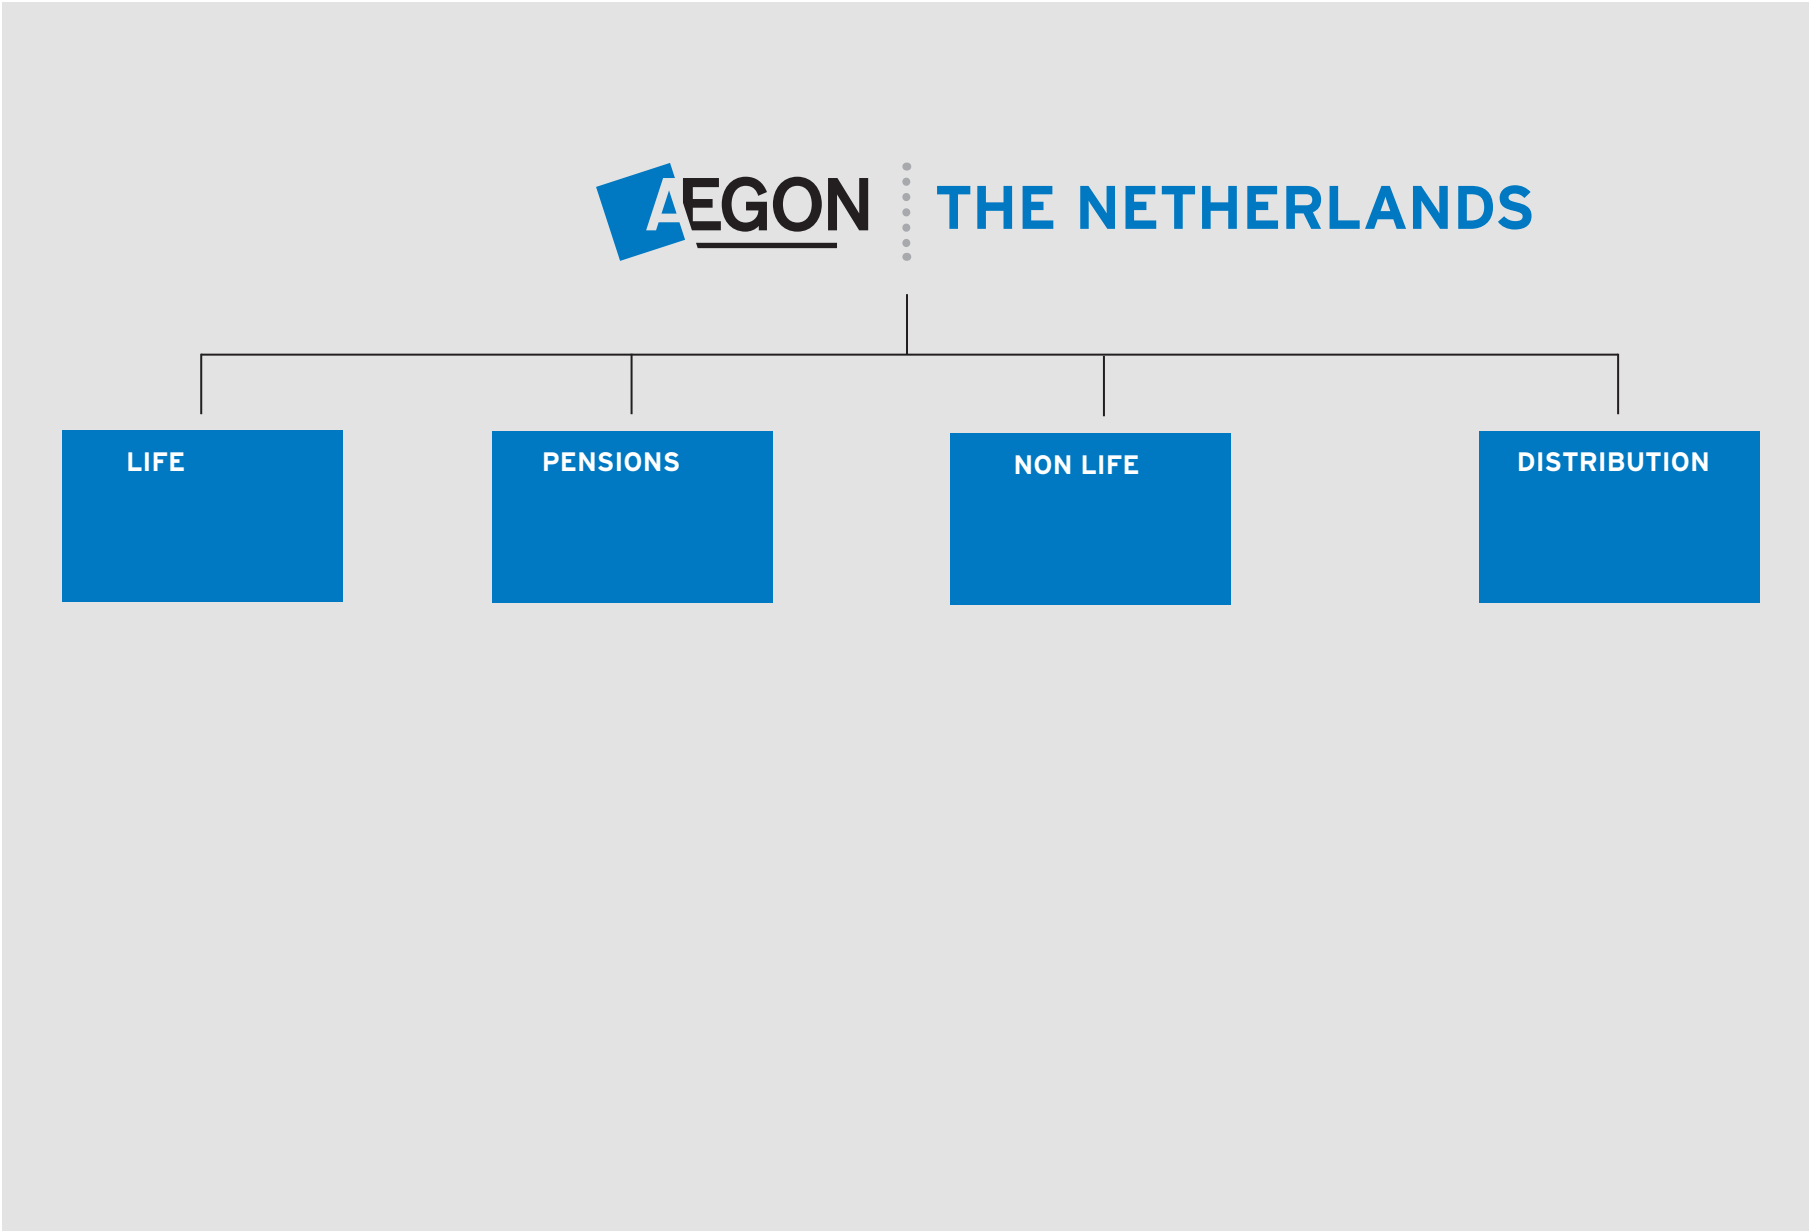 AEGON
THE NETHERLANDS
LIFE
PENSIONS
NON LIFE
DISTRIBUTION